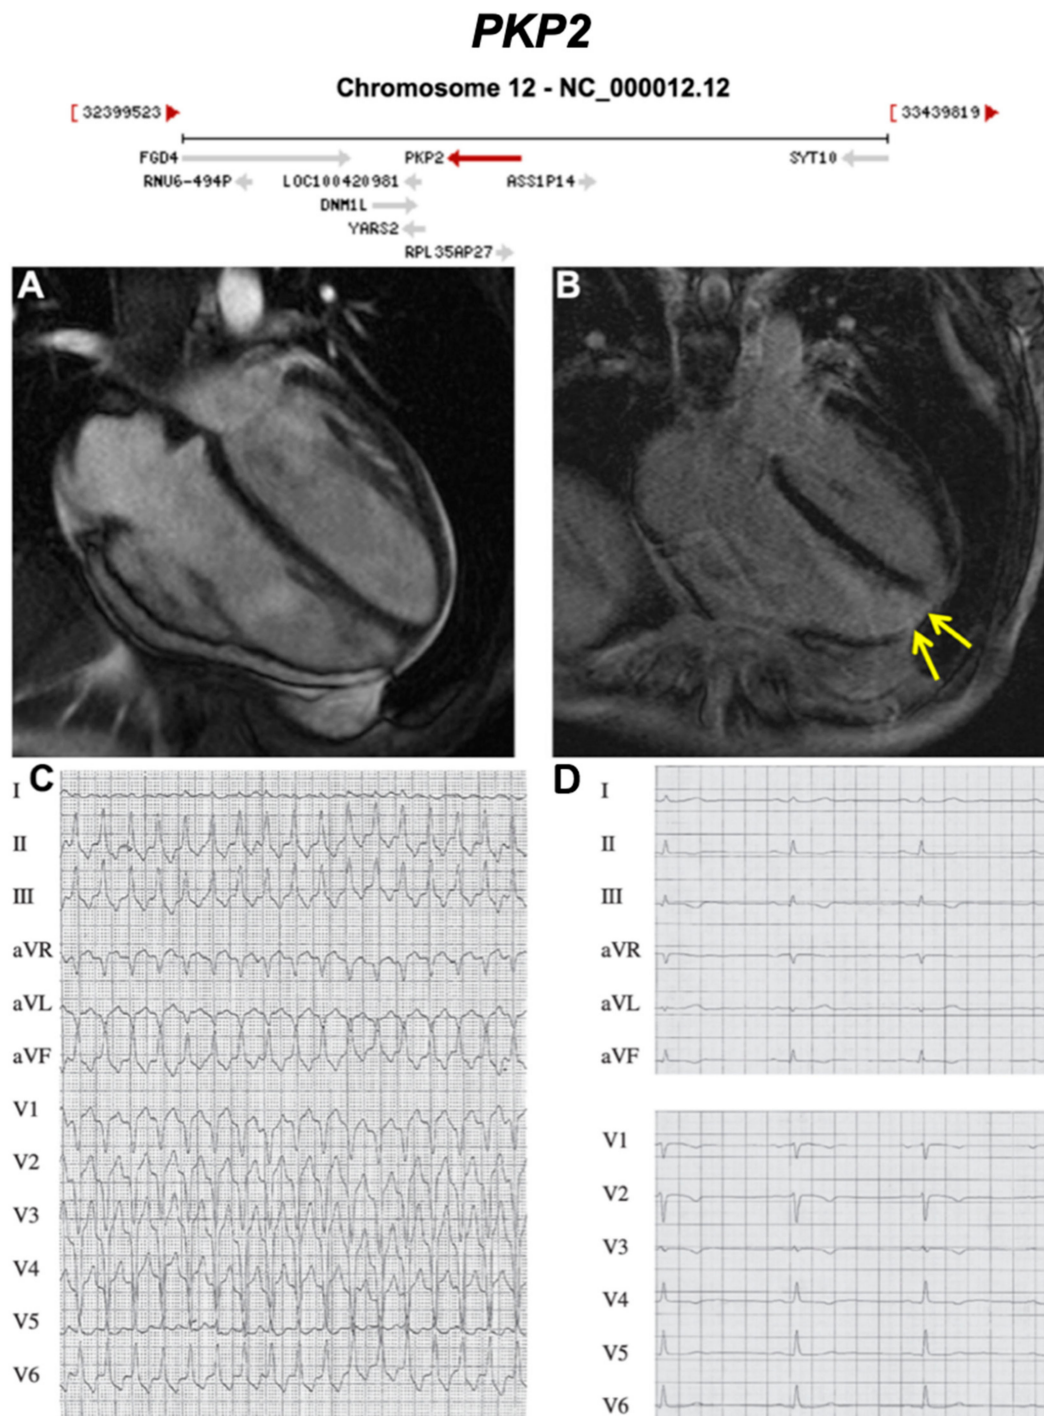 PKP2
Chromosome 12 - NC_000012.12
[ 32399523
[ 33439819
FGD4
PKP2
SYT10
RNU6-494P
LOC100420981
ASS1P14
DNM1L
YARS2
RPL35AP27
A
B
C
D
I
II
III
aVR
aVL
aVF
V1
V2
V3
V4
V5
V6
I
II
III
aVR
aVL
aVF
V1
V2
V3
V4
V5
V6